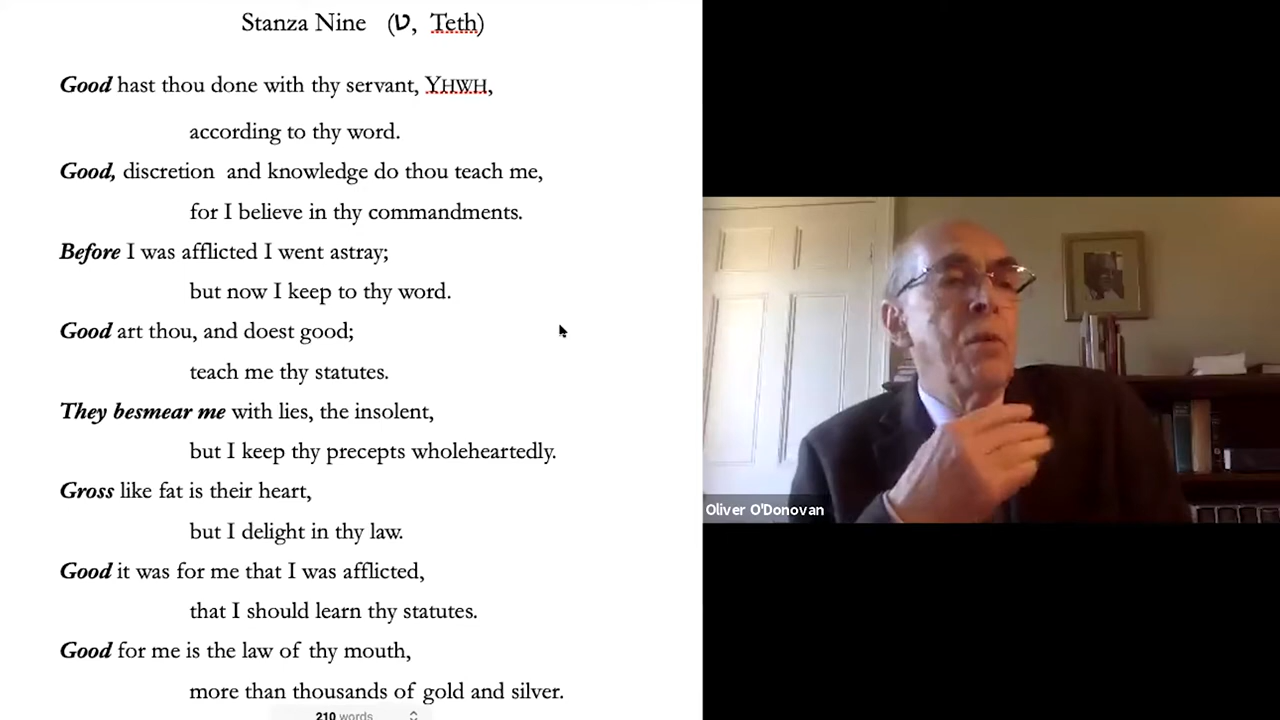 Stanza Nine (ט, Teth)
Good hast thou done with thy servant, YHWH,
according to thy word.
Good, discretion and knowledge do thou teach me,
for I believe in thy commandments.
Before I was afflicted I went astray;
but now I keep to thy word.
Good art thou, and doest good;
teach me thy statutes.
They besmear me with lies, the insolent,
but I keep thy precepts wholeheartedly.
Gross like fat is their heart,
but I delight in thy law.
Good it was for me that I was afflicted,
that I should learn thy statutes.
Good for me is the law of thy mouth,
more than thousands of gold and silver.
210 words
Oliver O'Donovan